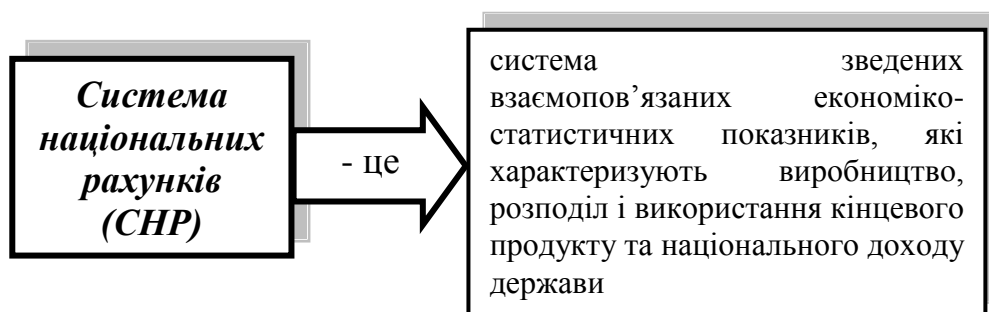 Система
національних
рахунків
(СНР)
- це
система зведених
взаємопов’язаних економіко-
статистичних показників, які
характеризують виробництво,
розподіл і використання кінцевого
продукту та національного доходу
держави